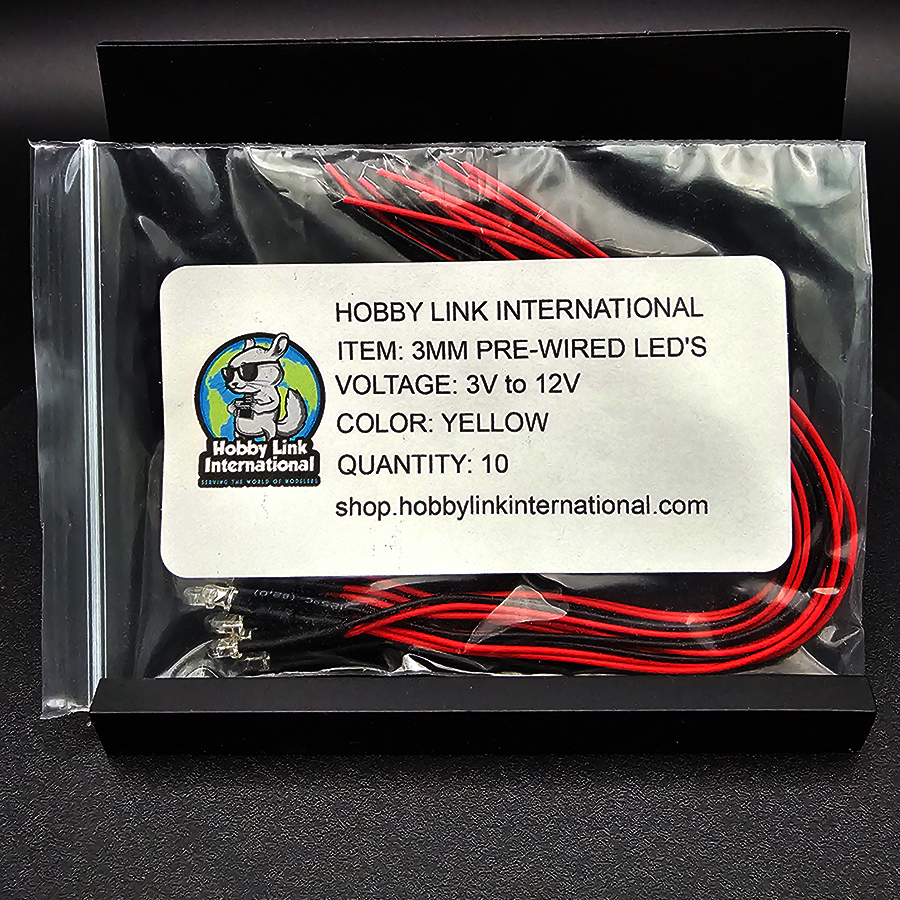 HOBBY LINK INTERNATIONAL
ITEM: 3MM PRE-WIRED LED'S
VOLTAGE: 3V to 12V
COLOR: YELLOW
QUANTITY: 10
shop.hobbylinkinternational.com
Hobby Link
International
SERVING THE WORLD OF MODELERS